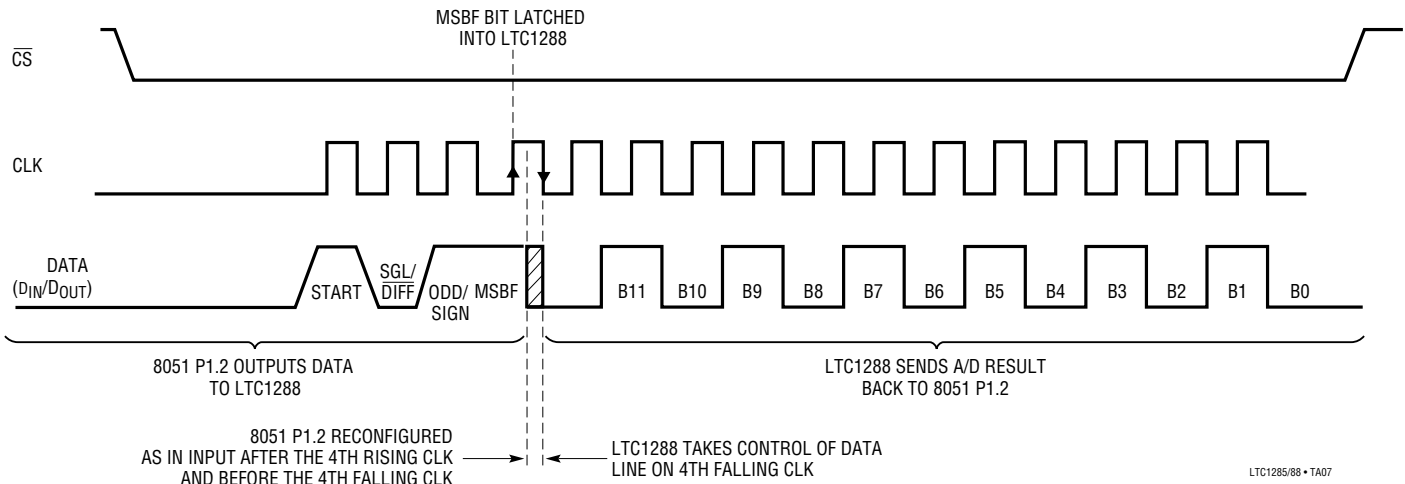 MSBF BIT LATCHED
INTO LTC1288
CS
CLK
DATA
(DIN/DOUT)
START
SGL/
DIFF
ODD/
SIGN
MSBF
B11
B10
B9
B8
B7
B6
B5
B4
B3
B2
B1
B0
8051 P1.2 OUTPUTS DATA
TO LTC1288
LTC1288 SENDS A/D RESULT
BACK TO 8051 P1.2
8051 P1.2 RECONFIGURED
AS IN INPUT AFTER THE 4TH RISING CLK
AND BEFORE THE 4TH FALLING CLK
LTC1288 TAKES CONTROL OF DATA
LINE ON 4TH FALLING CLK
LTC1285/88 • TA07